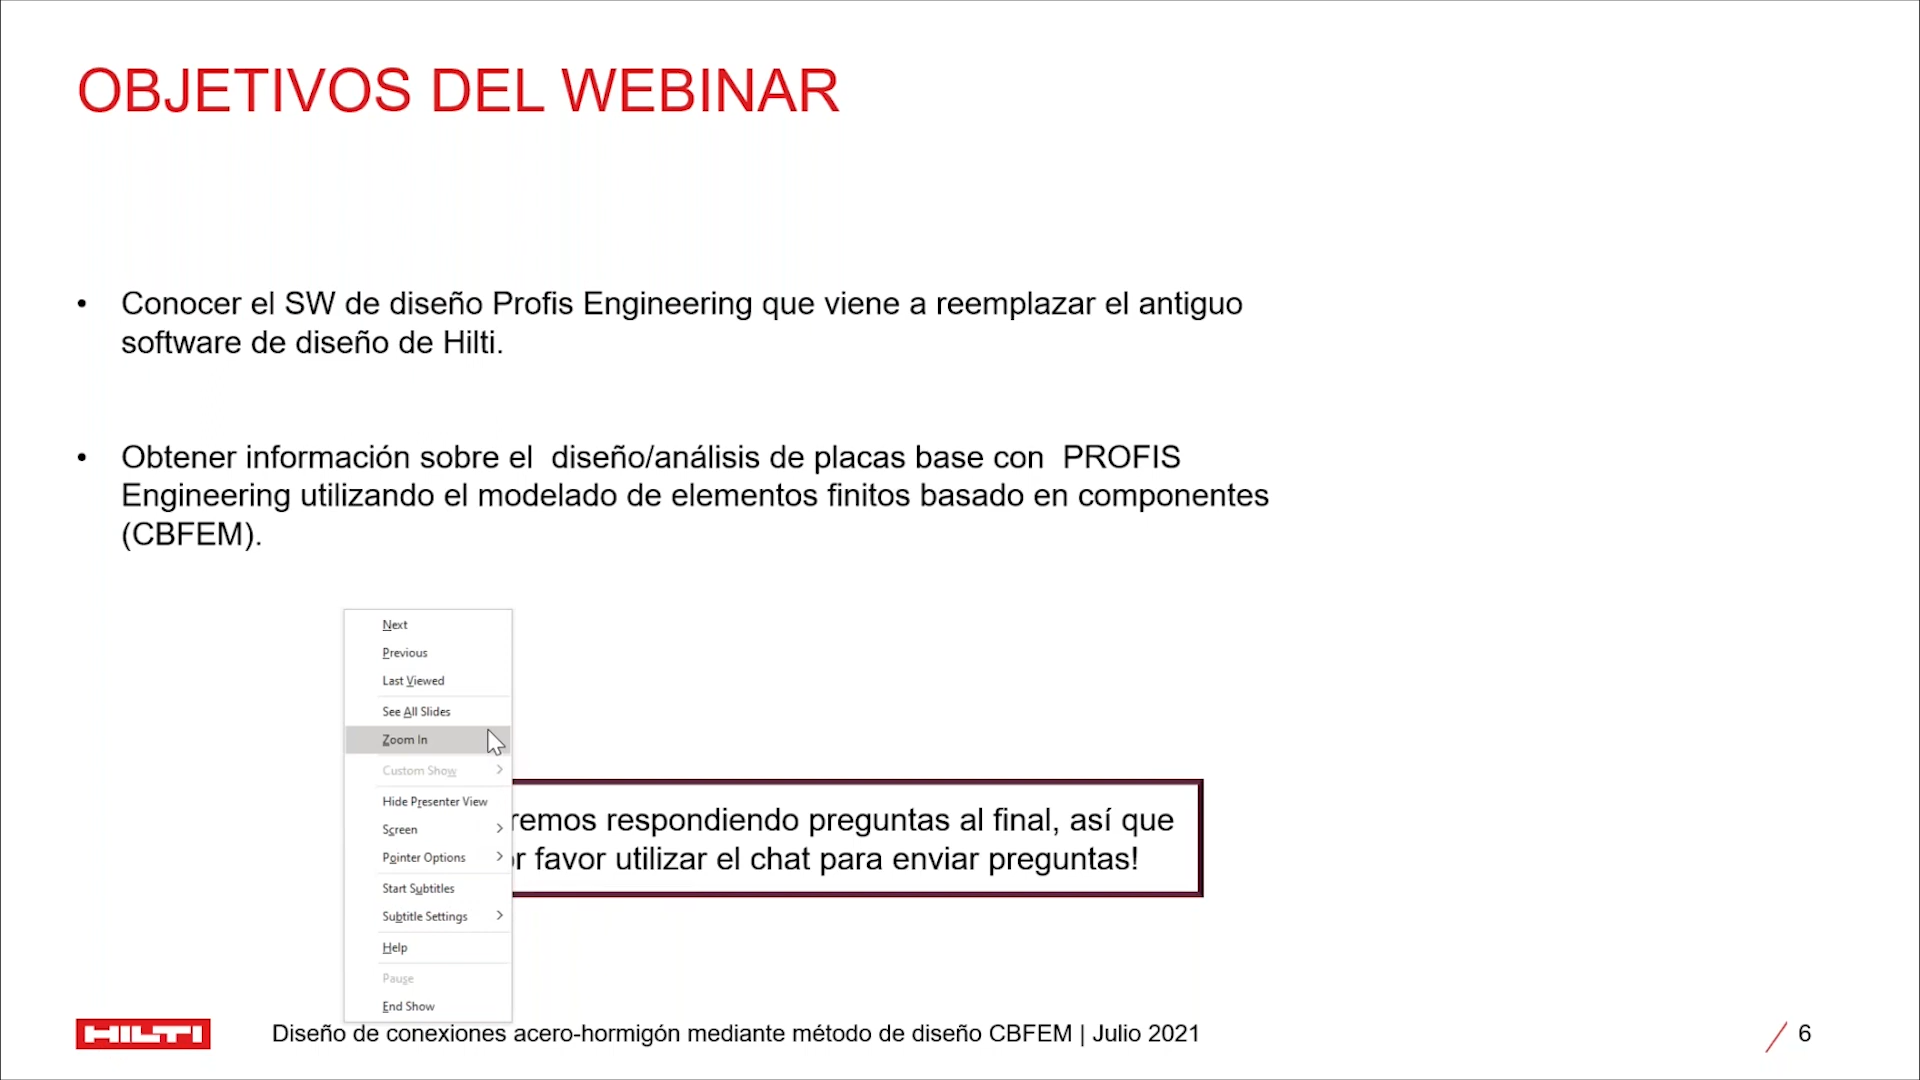 OBJETIVOS DEL WEBINAR
• Conocer el SW de diseño Profis Engineering que viene a reemplazar el antiguo
software de diseño de Hilti.
• Obtener información sobre el diseño/análisis de placas base con PROFIS
Engineering utilizando el modelado de elementos finitos basado en componentes
(CBFEM).
Next
Previous
Last Viewed
See All Slides
Zoom In
Custom Show
Hide Presenter View
Screen
Pointer Options
Start Subtitles
Subtitle Settings
Help
Pause
End Show
remos respondiendo preguntas al final, así que
r favor utilizar el chat para enviar preguntas!
HILTI
Diseño de conexiones acero-hormigón mediante método de diseño CBFEM | Julio 2021
6